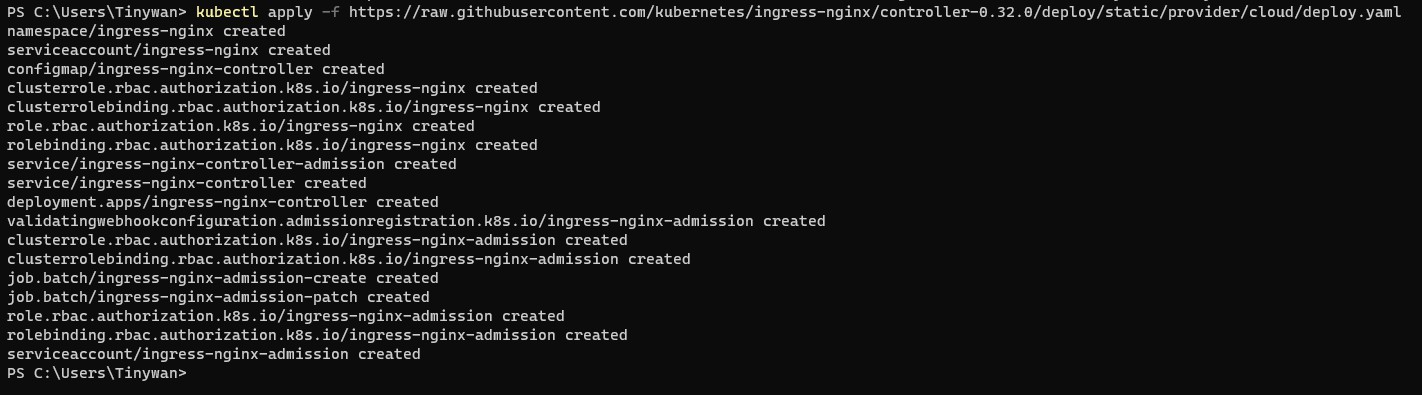 PS C:\Users\Tinywan> kubectl apply -f https://raw.githubusercontent.com/kubernetes/ingress-nginx/controller-0.32.0/deploy/static/provider/cloud/deploy.yaml
namespace/ingress-nginx created
serviceaccount/ingress-nginx created
configmap/ingress-nginx-controller created
clusterrole.rbac.authorization.k8s.io/ingress-nginx created
clusterrolebinding.rbac.authorization.k8s.io/ingress-nginx created
role.rbac.authorization.k8s.io/ingress-nginx created
rolebinding.rbac.authorization.k8s.io/ingress-nginx created
service/ingress-nginx-controller-admission created
service/ingress-nginx-controller created
deployment.apps/ingress-nginx-controller created
validatingwebhookconfiguration.admissionregistration.k8s.io/ingress-nginx-admission created
clusterrole.rbac.authorization.k8s.io/ingress-nginx-admission created
clusterrolebinding.rbac.authorization.k8s.io/ingress-nginx-admission created
job.batch/ingress-nginx-admission-create created
job.batch/ingress-nginx-admission-patch created
role.rbac.authorization.k8s.io/ingress-nginx-admission created
rolebinding.rbac.authorization.k8s.io/ingress-nginx-admission created
serviceaccount/ingress-nginx-admission created
PS C:\Users\Tinywan>